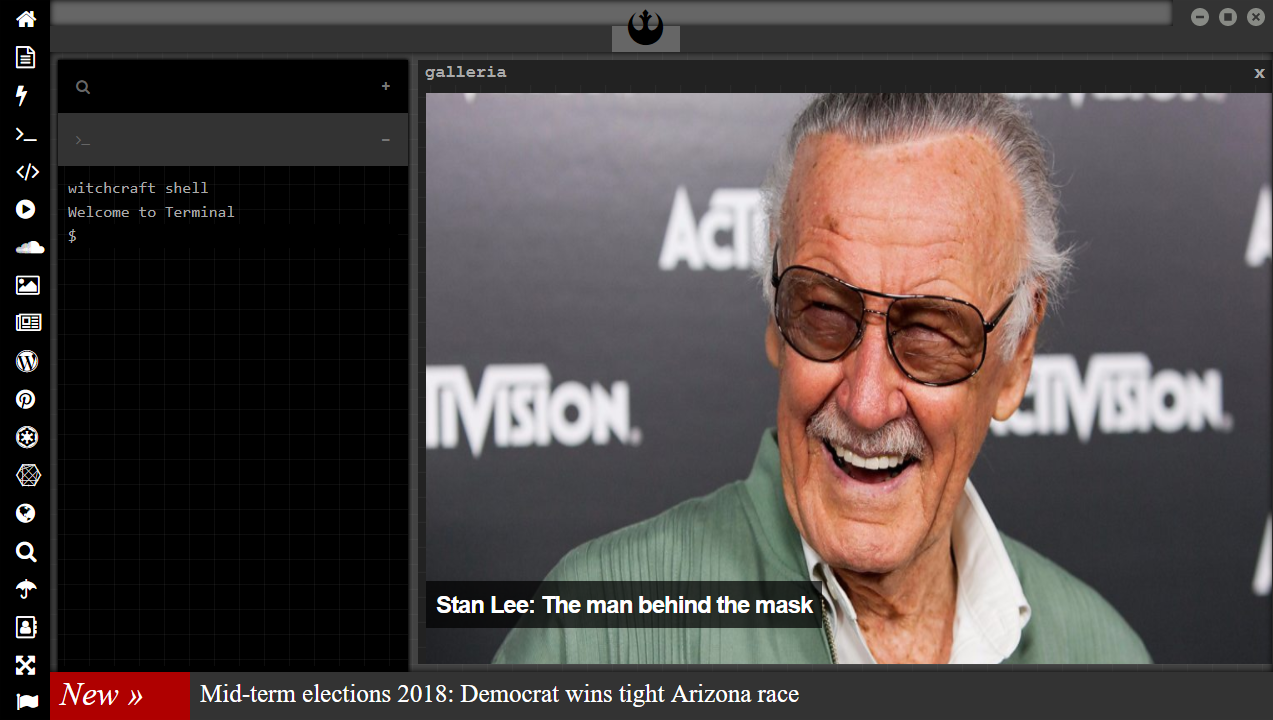 galleria
x
witchcraft shell
Welcome to Terminal
$
ACTI
ACTIVISION.
TIVISION.
Stan Lee: The man behind the mask
New »
Mid-term elections 2018: Democrat wins tight Arizona race